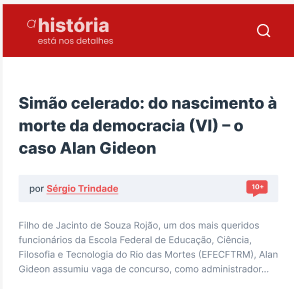 a história
está nos detalhes
Simão celerado: do nascimento à
morte da democracia (VI) – o
caso Alan Gideon
por Sérgio Trindade
10+
Filho de Jacinto de Souza Rojão, um dos mais queridos
funcionários da Escola Federal de Educação, Ciência,
Filosofia e Tecnologia do Rio das Mortes (EFECFTRM), Alan
Gideon assumiu vaga de concurso, como administrador...